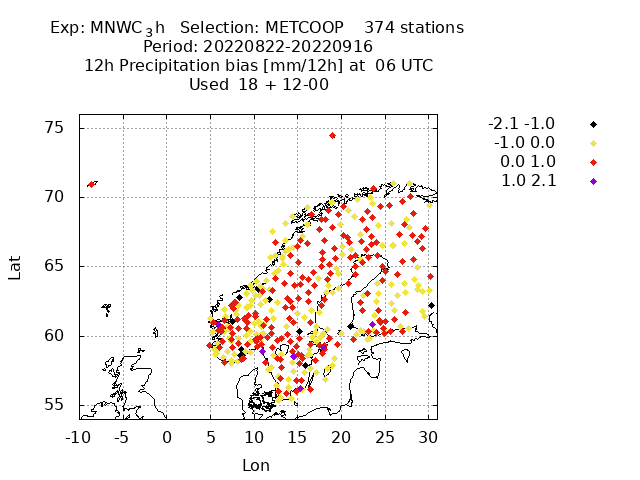 Exp: MNWC_3h Selection: METCOOP 374 stations
Period: 20220822-20220916
12h Precipitation bias [mm/12h] at 06 UTC
Used 18 + 12-00
-2.1 -1.0
-1.0 0.0
0.0 1.0
1.0 2.1
Lat
75
70
65
60
55
-10 -5 0 5 10 15 20 25 30
Lon